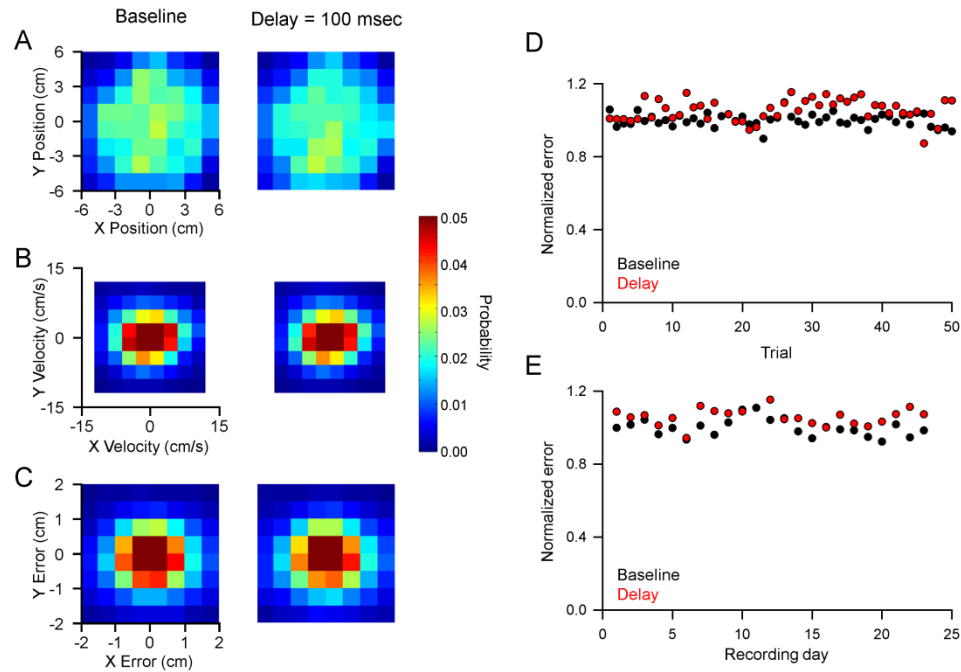 Baseline
Delay = 100 msec
A
6
3
0
-3
-6
Y Position (cm)
-6 -3 0 3 6
X Position (cm)
B
15
0
-15
Y Velocity (cm/s)
-15 0 15
X Velocity (cm/s)
0.05
0.04
0.03
0.02
0.01
0.00
Probability
C
2
1
0
-1
-2
Y Error (cm)
-2 -1 0 1 2
X Error (cm)
D
1.2
0.8
0.4
0.0
Normalized error
Baseline
Delay
0 10 20 30 40 50
Trial
E
1.2
0.8
0.4
0.0
Normalized error
Baseline
Delay
0 5 10 15 20 25
Recording day